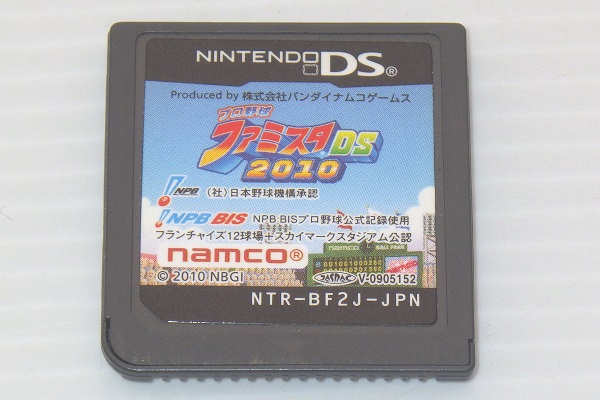 NINTENDO DS®
Produced by 株式会社バンダイナムコゲームス
プロ野球
ファミスタDS
2010
NPB (社)日本野球機構承認
NPB BIS NPB BISプロ野球公式記録使用
フランチャイズ12球場+スカイマークスタジアム公認
namco®
NAMCO BALL PARK
© 2010 NBGI
V-0905152
NTR-BF2J-JPN